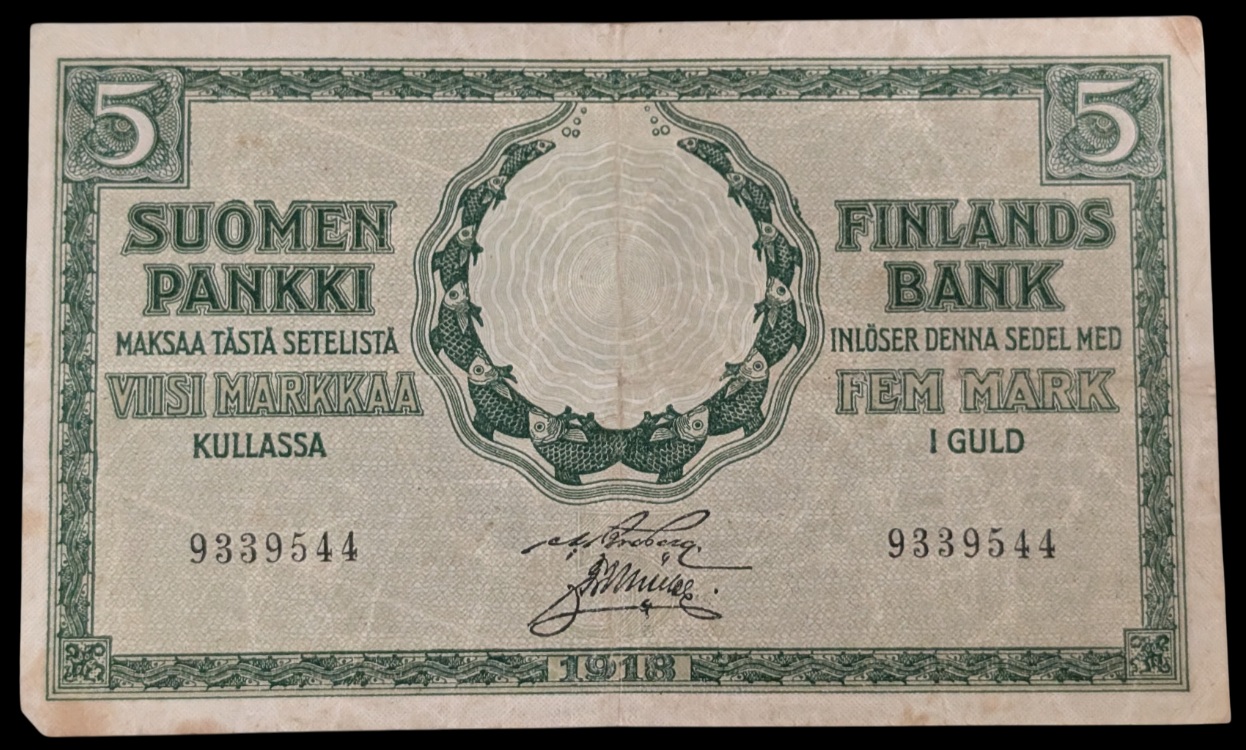 5
5
SUOMEN
PANKKI
MAKSAA TÄSTÄ SETELISTÄ
VIISI MARKKAA
KULLASSA
9339544
FINLANDS
BANK
INLÖSER DENNA SEDEL MED
FEM MARK
I GULD
9339544
1918